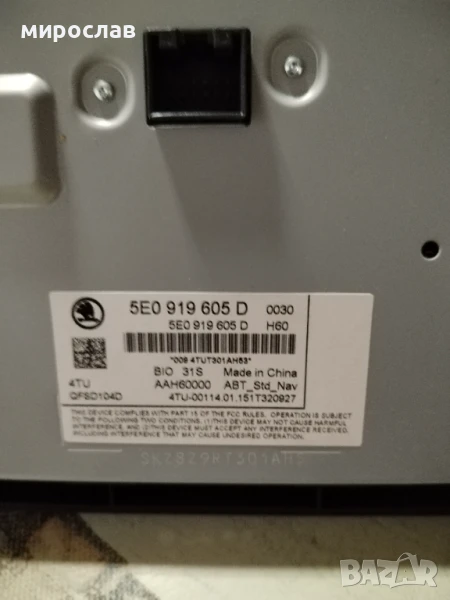 мирослав
5E0 919 605 D 0030
5E0 919 605 D H60
*009 4TUT301AH53*
BIO 31S Made in China
4TU AAH60000 ABT_Std_Nav
QFSD104D 4TU-00114.01.151T320927
THIS DEVICE COMPLIES WITH PART 15 OF THE FCC RULES. OPERATION IS SUBJECT
TO THE FOLLOWING TWO CONDITIONS, (1)THIS DEVICE MAY NOT CAUSE HARMFUL
INTERFERENCE, AND (2)THIS DEVICE MUST ACCEPT ANY INTERFERENCE RECEIVED,
INCLUDING INTERFERENCE THAT MAY CAUSE UNDESIRED OPERATION.
bazar